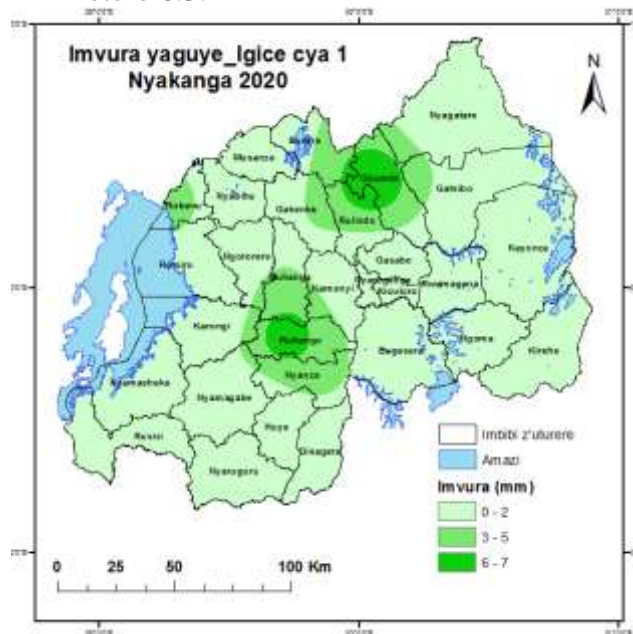 Imvura yaguye_Igice cya 1
Nyakanga 2020
N
Nyagatare
Musanze
Nyabihu
Gakenke
Gatsibo
Rulindo
Rubavu
Kayonza
Ngororero
Gasabo
Rutsiro
Muhanga
Kamonyi
Rwamagana
Karongi
Ruhango
Bugesera
Ngoma
Kirehe
Nyanza
Nyamasheke
Nyamagabe
Huye
Rusizi
Gisagara
Nyaruguru
Imbibi z'uturere
Amazi
Imvura (mm)
0 - 2
3 - 5
6 - 7
0 25 50 100 Km